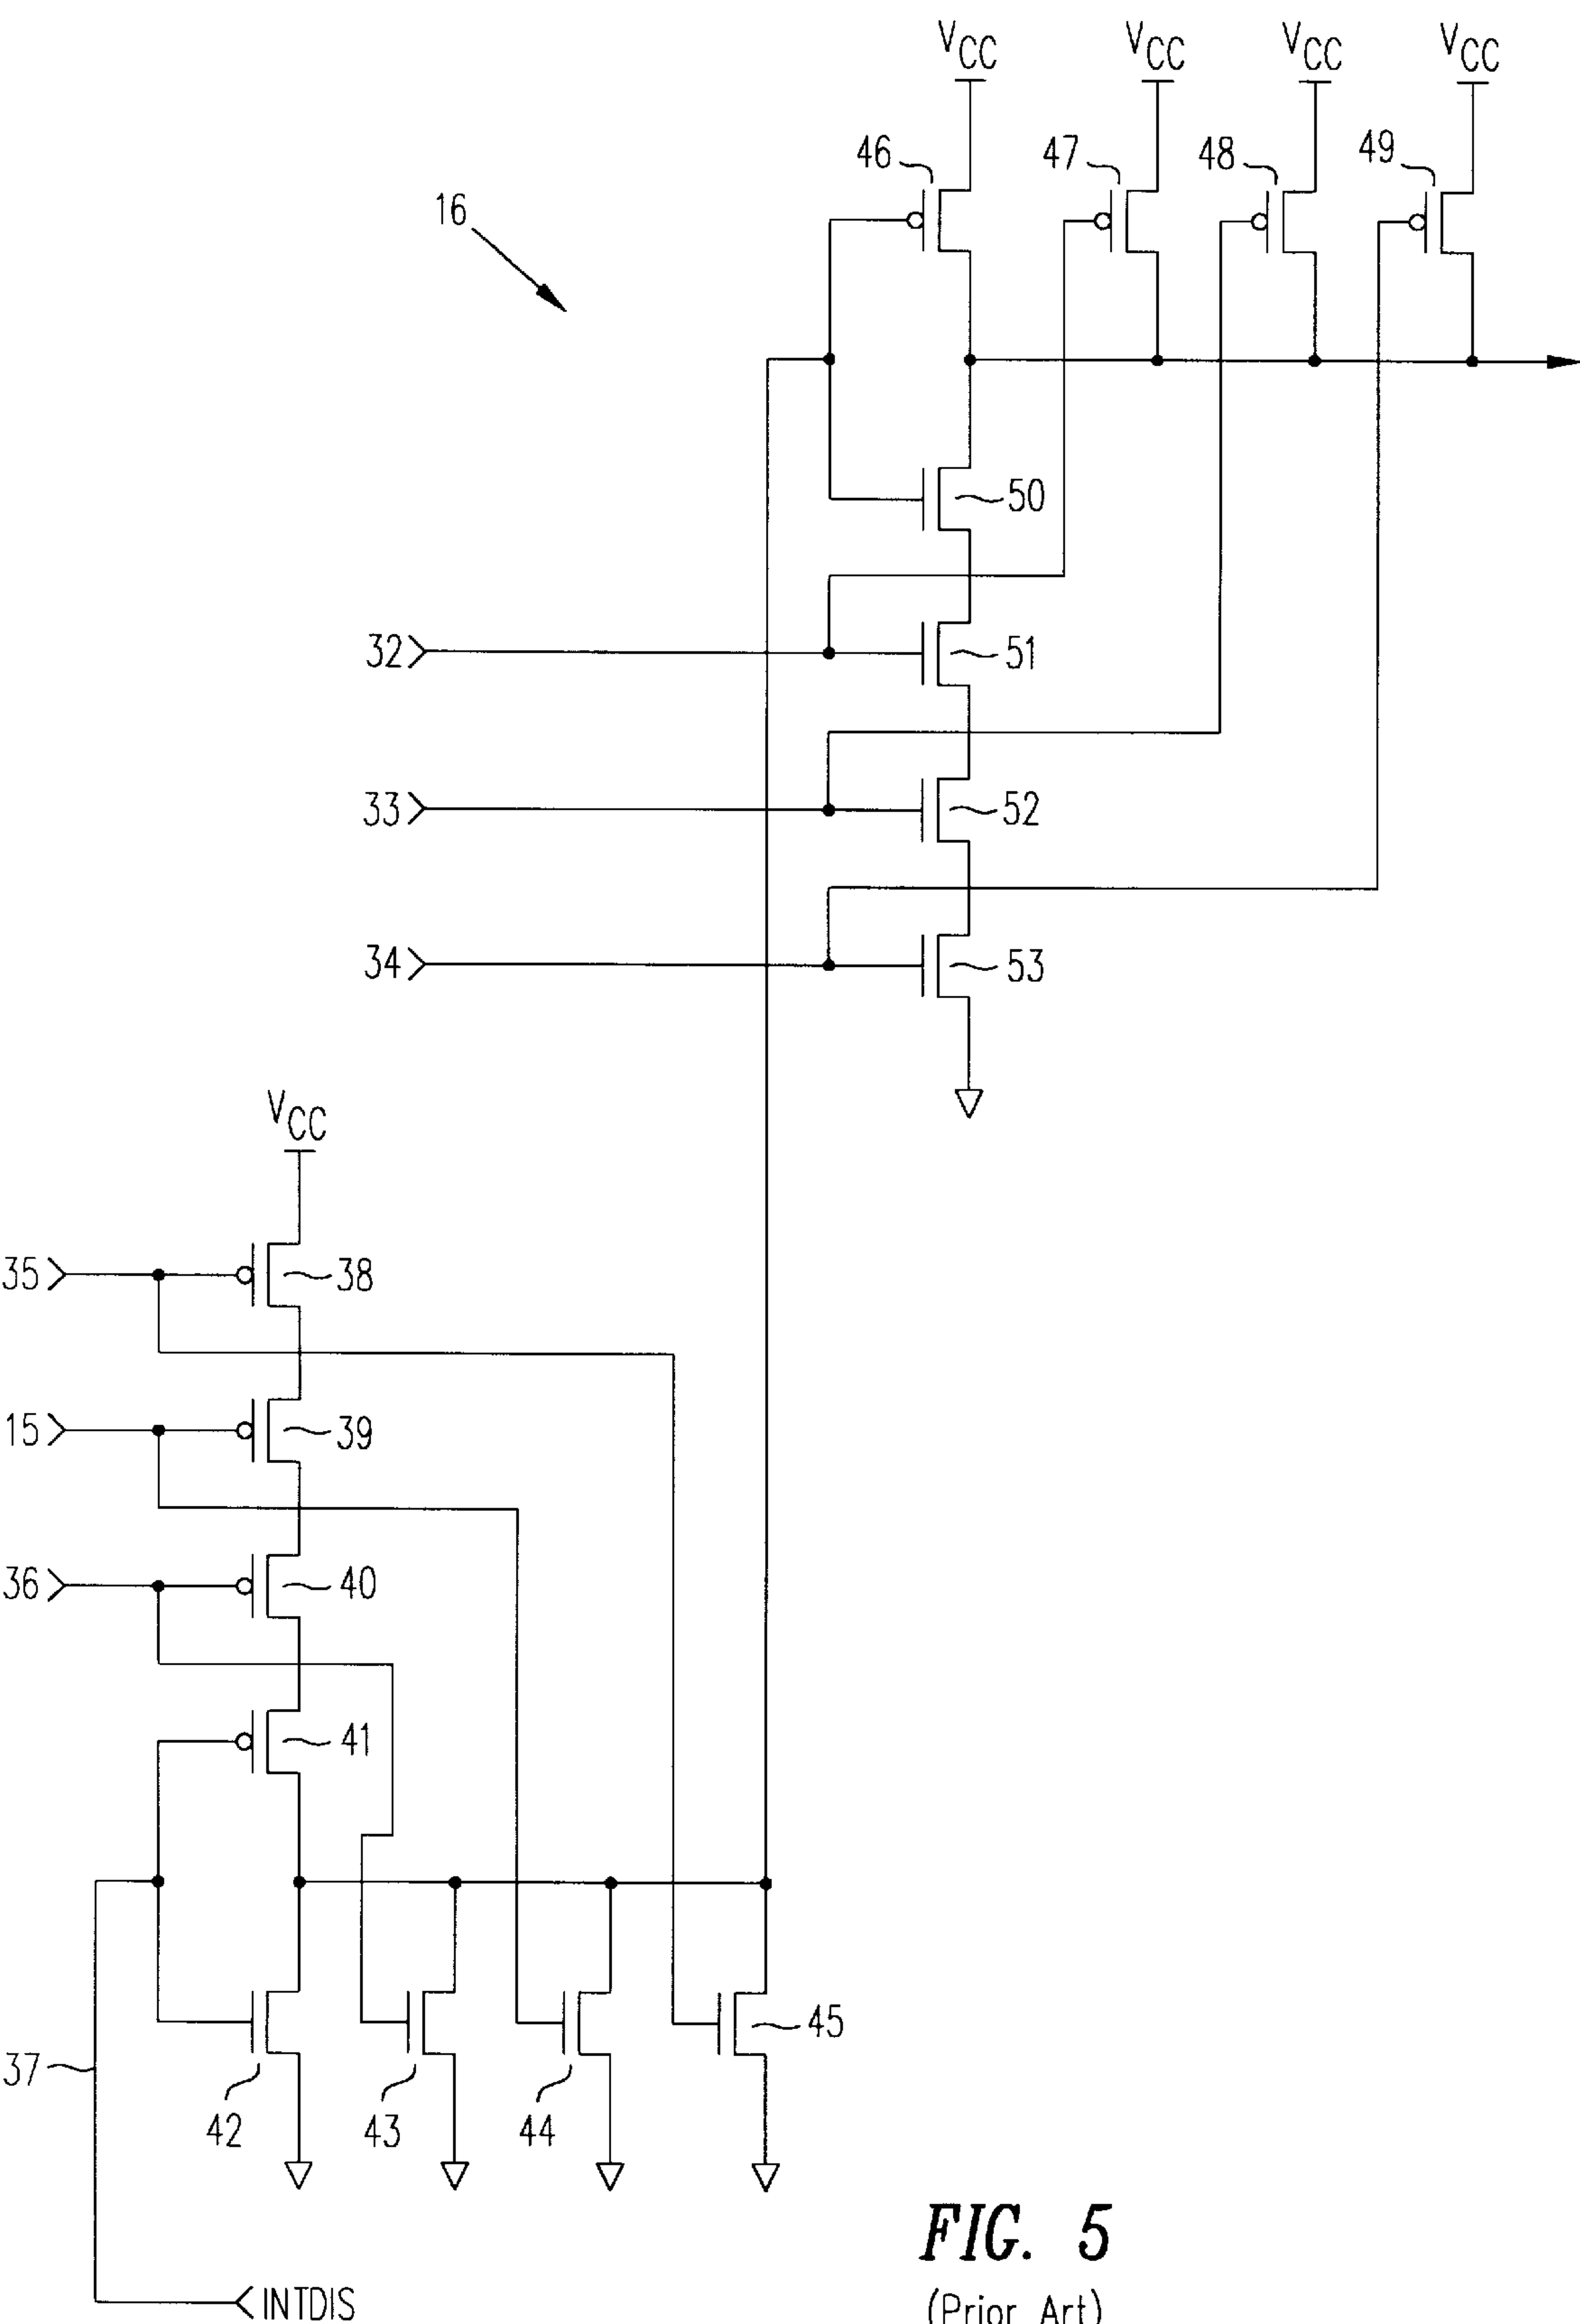 VCC VCC VCC VCC
46 47 48 49
16
50
32 51
33 52
34 53
VCC
35 38
15 39
36 40
41
45
37
42 43 44
INTDIS
FIG. 5
(Prior Art)